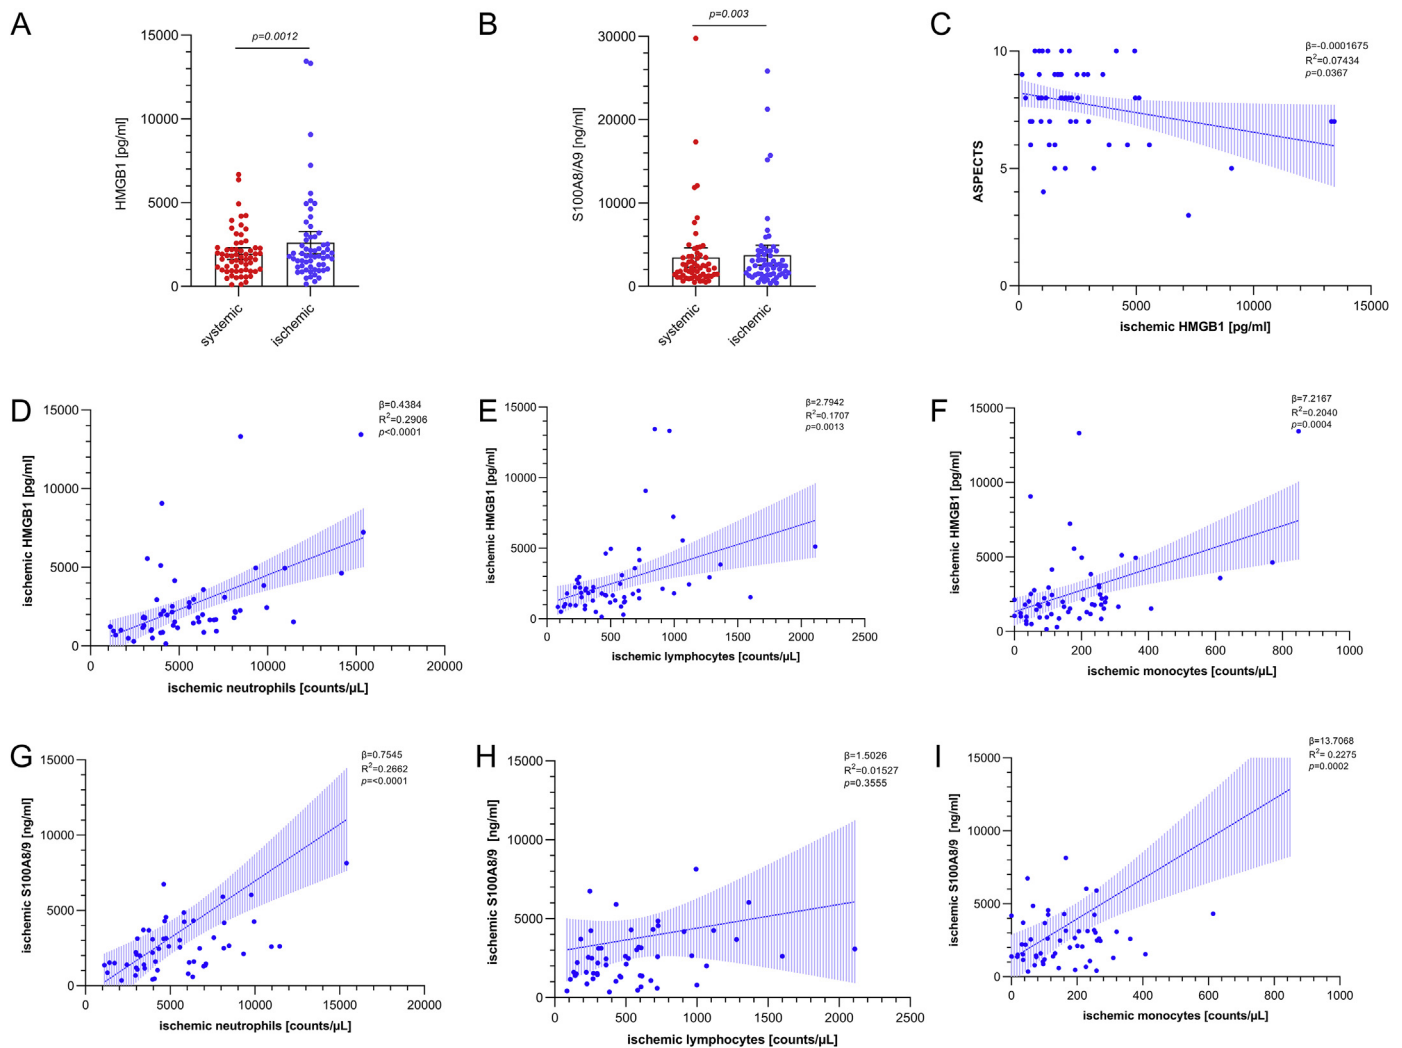 A
p=0.0012
HMGB1 [pg/ml]
15000
10000
5000
0
systemic
ischemic
B
p=0.003
S100A8/A9 [ng/ml]
30000
20000
10000
0
systemic
ischemic
C
β=-0.0001675
R²=0.07434
p=0.0367
ASPECTS
10
5
0
0 5000 10000 15000
ischemic HMGB1 [pg/ml]
D
β=0.4384
R²=0.2906
p<0.0001
ischemic HMGB1 [pg/ml]
15000
10000
5000
0
0 5000 10000 15000 20000
ischemic neutrophils [counts/µL]
E
β=2.7942
R²=0.1707
p=0.0013
ischemic HMGB1 [pg/ml]
15000
10000
5000
0
0 500 1000 1500 2000 2500
ischemic lymphocytes [counts/µL]
F
β=7.2167
R²=0.2040
p=0.0004
ischemic HMGB1 [pg/ml]
15000
10000
5000
0
0 200 400 600 800 1000
ischemic monocytes [counts/µL]
G
β=0.7545
R²=0.2662
p=<0.0001
ischemic S100A8/9 [ng/ml]
15000
10000
5000
0
0 5000 10000 15000 20000
ischemic neutrophils [counts/µL]
H
β=1.5026
R²=0.01527
p=0.3555
ischemic S100A8/9 [ng/ml]
15000
10000
5000
0
0 500 1000 1500 2000 2500
ischemic lymphocytes [counts/µL]
I
β=13.7068
R²= 0.2275
p=0.0002
ischemic S100A8/9 [ng/ml]
15000
10000
5000
0
0 200 400 600 800 1000
ischemic monocytes [counts/µL]